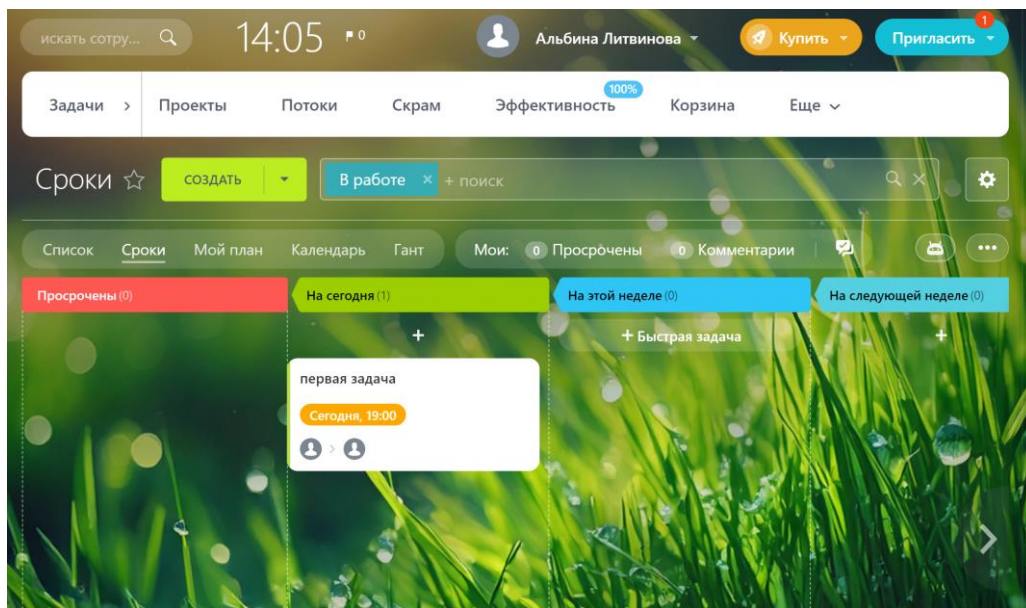 искать сотру...
14:05
0
Альбина Литвинова
Купить
Пригласить
1
Задачи
Проекты
Потоки
Скрам
Эффективность
100%
Корзина
Еще
Сроки
СОЗДАТЬ
В работе × + поиск
Список Сроки Мой план Календарь Гант
Мои: 0 Просрочены 0 Комментарии
Просрочены (0)
На сегодня (1)
На этой неделе (0)
На следующей неделе (0)
+
+ Быстрая задача
+
первая задача
Сегодня, 19:00